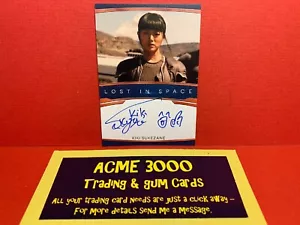 LOST IN SPACE
Kiki
KIKI SUKEZANE
ACME 3000
TRADING & GUM CARDS
ALL YOUR TRADING CARD NEEDS ARE JUST A CLICK AWAY –
FOR MORE DETAILS SEND ME A MESSAGE.